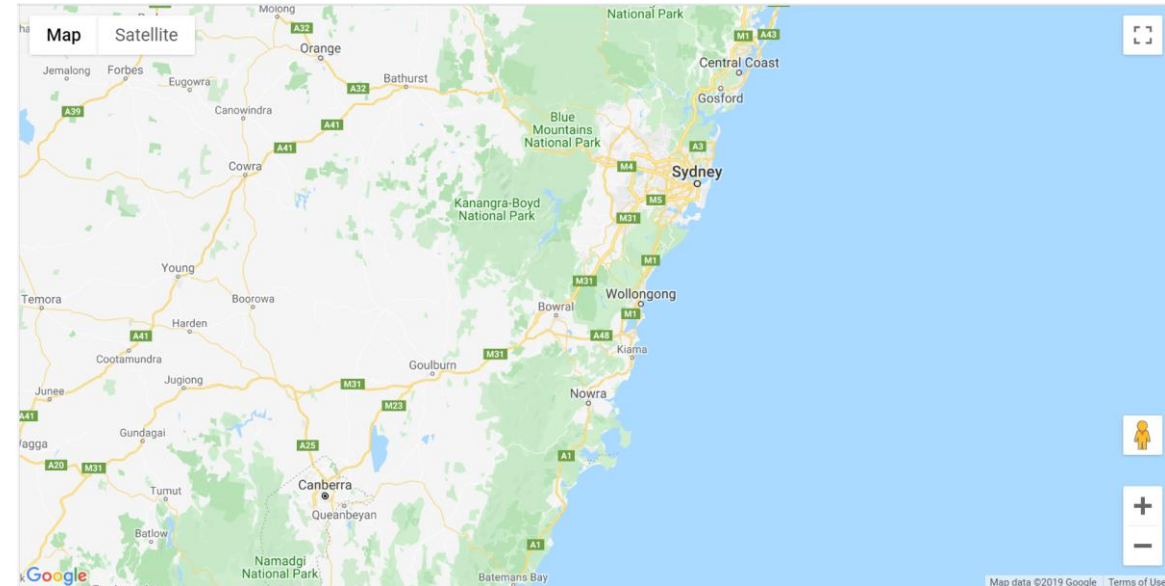 Molong
National Park
Map
Satellite
A32
M1
A43
Orange
Central Coast
Jemalong
Forbes
Eugowra
Bathurst
A32
Gosford
A39
Canowindra
Blue
Mountains
National Park
A41
A41
A3
Cowra
M4
Sydney
Kanangra-Boyd
National Park
M5
M31
M1
Young
M31
Temora
Boorowa
Wollongong
Bowral
M1
Harden
A41
A48
Kiama
Cootamundra
M31
Goulburn
Jugiong
M31
Junee
Nowra
M23
A41
Gundagai
agga
A25
A1
A20
M31
Canberra
Tumut
Queanbeyan
Batlow
A1
Namadgi
National Park
Google
Batemans Bay
Map data ©2019 Google
Terms of Use